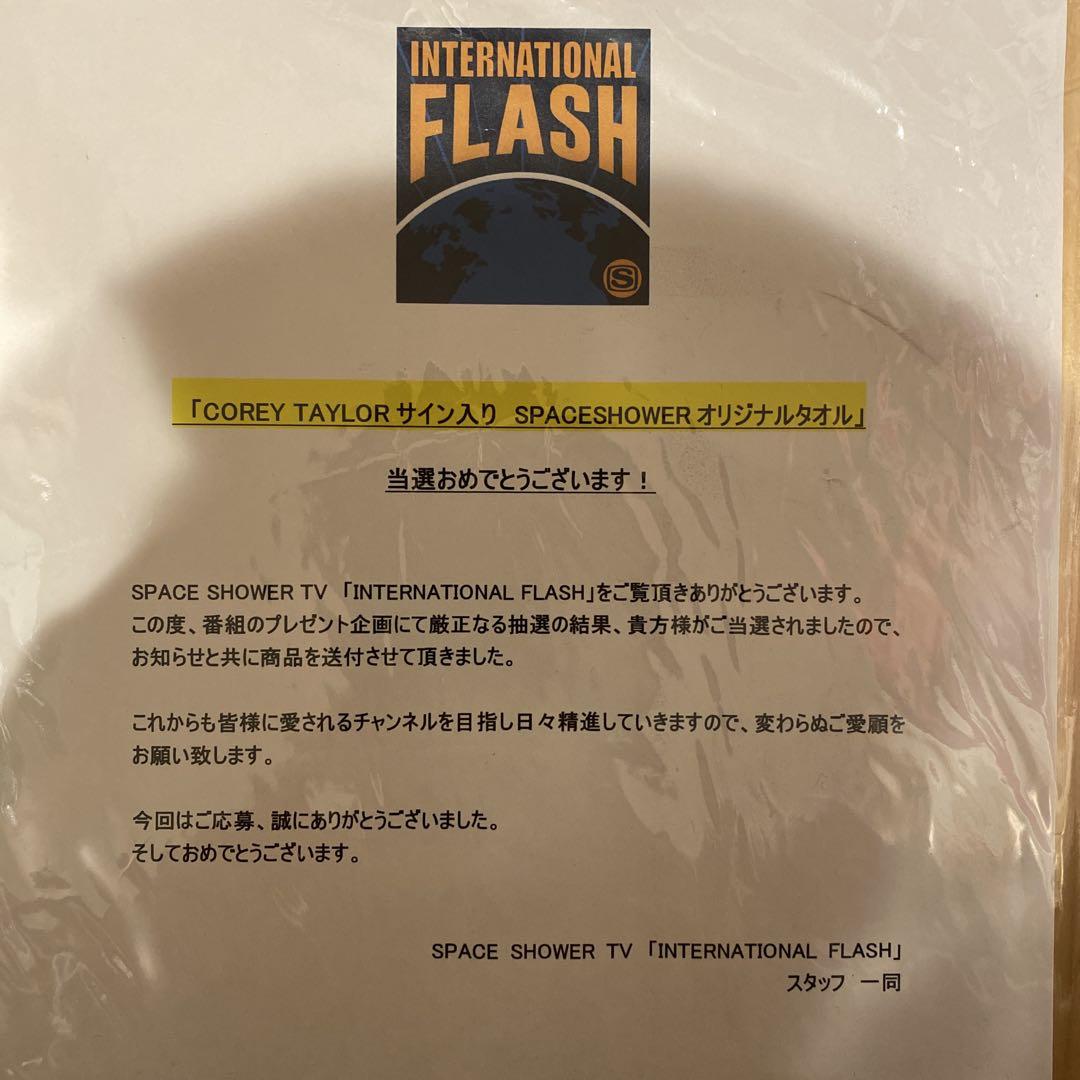 INTERNATIONAL
FLASH
S
「COREY TAYLOR サイン入り　SPACESHOWER オリジナルタオル」
当選おめでとうございます！
SPACE SHOWER TV 「INTERNATIONAL FLASH」をご覧頂きありがとうございます。
この度、番組のプレゼント企画にて厳正なる抽選の結果、貴方様がご当選されましたので、
お知らせと共に商品を送付させて頂きました。
これからも皆様に愛されるチャンネルを目指し日々精進していきますので、変わらぬご愛顧を
お願い致します。
今回はご応募、誠にありがとうございました。
そしておめでとうございます。
SPACE SHOWER TV 「INTERNATIONAL FLASH」
スタッフ　一同